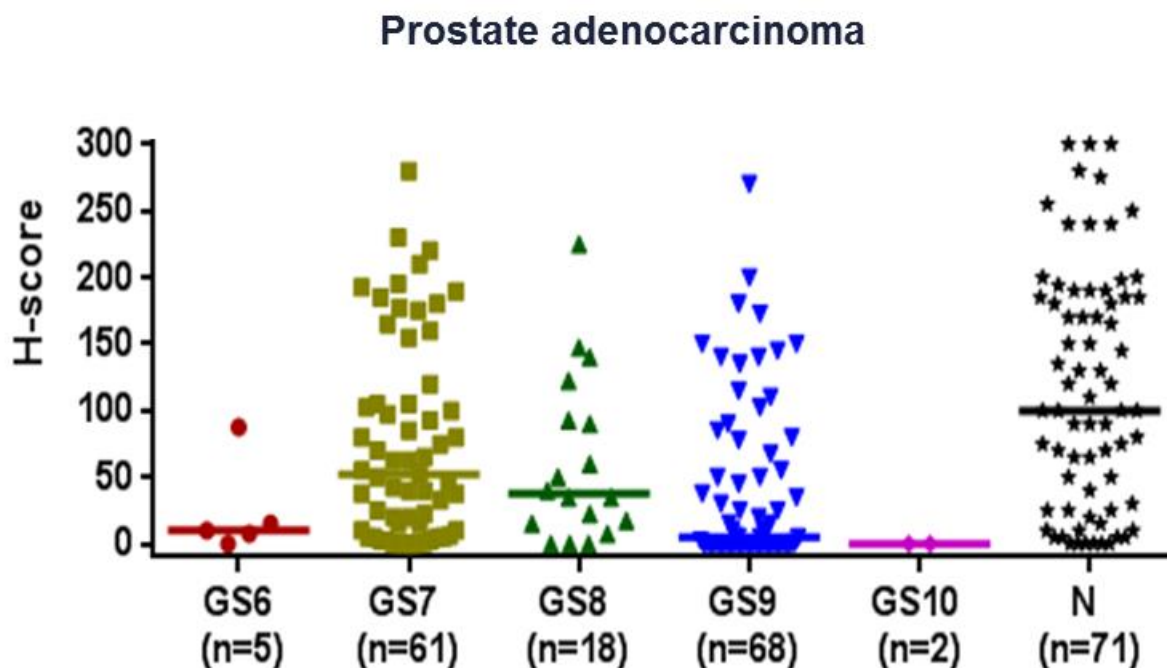 Prostate adenocarcinoma
H-score
300
250
200
150
100
50
0
GS6 GS7 GS8 GS9 GS10 N
(n=5) (n=61) (n=18) (n=68) (n=2) (n=71)